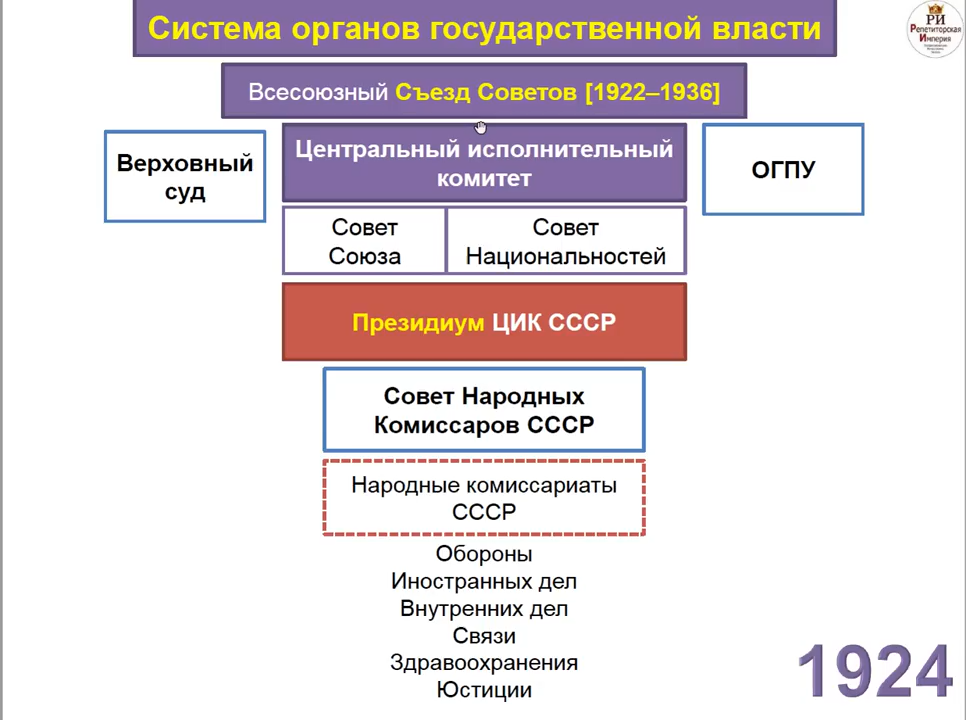 Система органов государственной власти
РИ
Репетиторская
Империя
Всесоюзный Съезд Советов [1922–1936]
Верховный
суд
Центральный исполнительный
комитет
ОГПУ
Совет
Союза
Совет
Национальностей
Президиум ЦИК СССР
Совет Народных
Комиссаров СССР
Народные комиссариаты
СССР
Обороны
Иностранных дел
Внутренних дел
Связи
Здравоохранения
Юстиции
1924